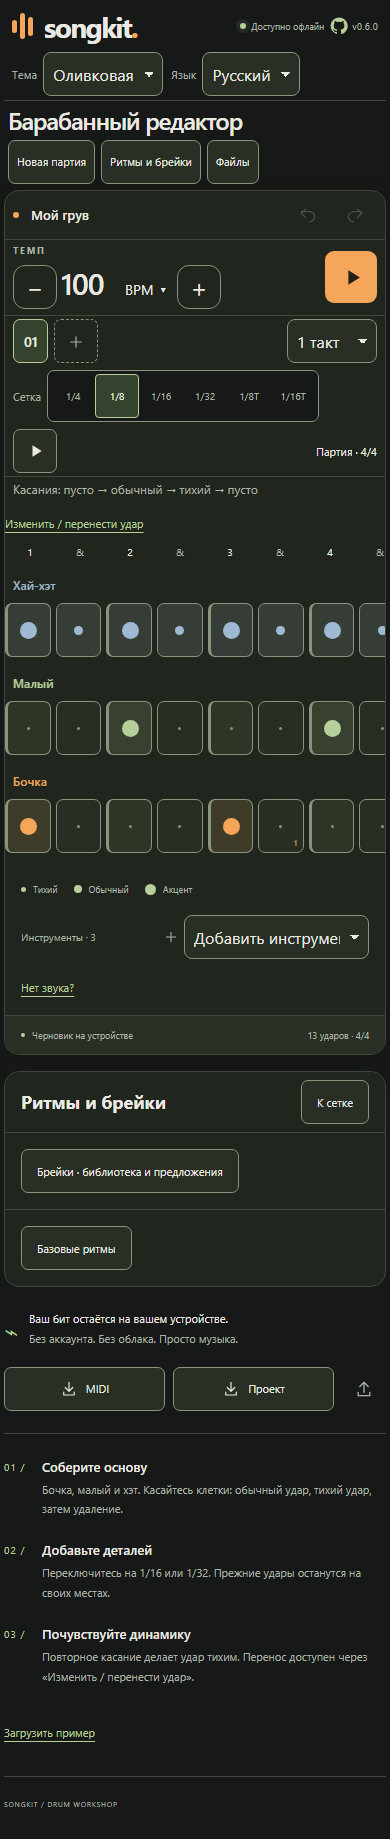 songkit.
Доступно офлайн
v0.6.0
Тема
Оливковая
Язык
Русский
Барабанный редактор
Новая партия
Ритмы и брейки
Файлы
Мой грув
ТЕМП
− 100 BPM ▾ +
01 +
1 такт
Сетка 1/4 1/8 1/16 1/32 1/8T 1/16T
Партия · 4/4
Касания: пусто → обычный → тихий → пусто
Изменить / перенести удар
1 & 2 & 3 & 4 &
Хай-хэт
Малый
Бочка
1
Тихий Обычный Акцент
Инструменты · 3
+ Добавить инструме
Нет звука?
Черновик на устройстве
13 ударов · 4/4
Ритмы и брейки
К сетке
Брейки · библиотека и предложения
Базовые ритмы
Ваш бит остаётся на вашем устройстве.
Без аккаунта. Без облака. Просто музыка.
MIDI
Проект
01 / Соберите основу
Бочка, малый и хэт. Касайтесь клетки: обычный удар, тихий удар,
затем удаление.
02 / Добавьте деталей
Переключитесь на 1/16 или 1/32. Прежние удары останутся на
своих местах.
03 / Почувствуйте динамику
Повторное касание делает удар тихим. Перенос доступен через
«Изменить / перенести удар».
Загрузить пример
SONGKIT / DRUM WORKSHOP